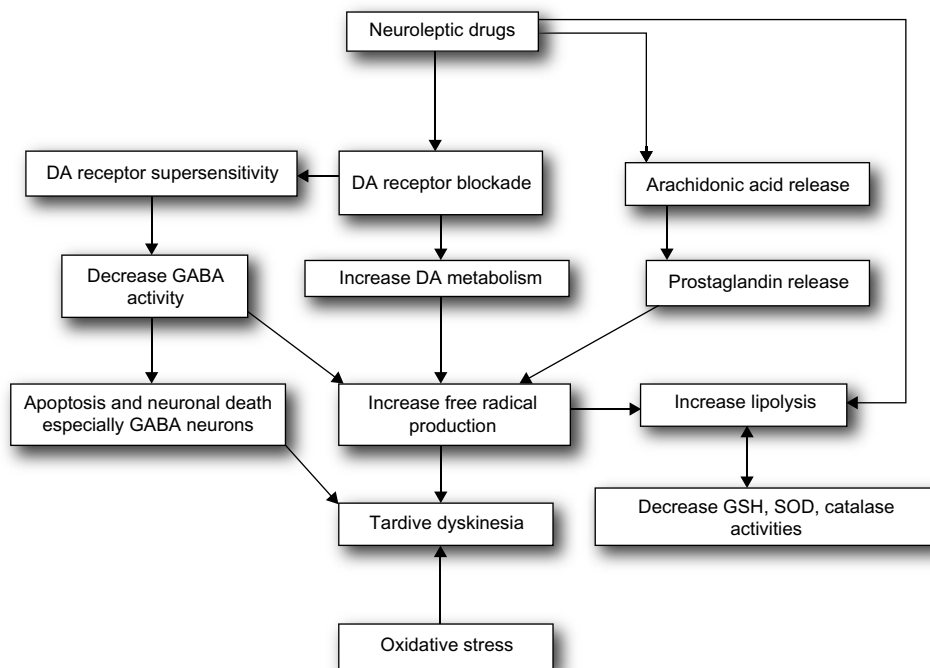 Neuroleptic drugs
DA receptor supersensitivity
DA receptor blockade
Arachidonic acid release
Decrease GABA
activity
Increase DA metabolism
Prostaglandin release
Apoptosis and neuronal death
especially GABA neurons
Increase free radical
production
Increase lipolysis
Tardive dyskinesia
Decrease GSH, SOD, catalase
activities
Oxidative stress